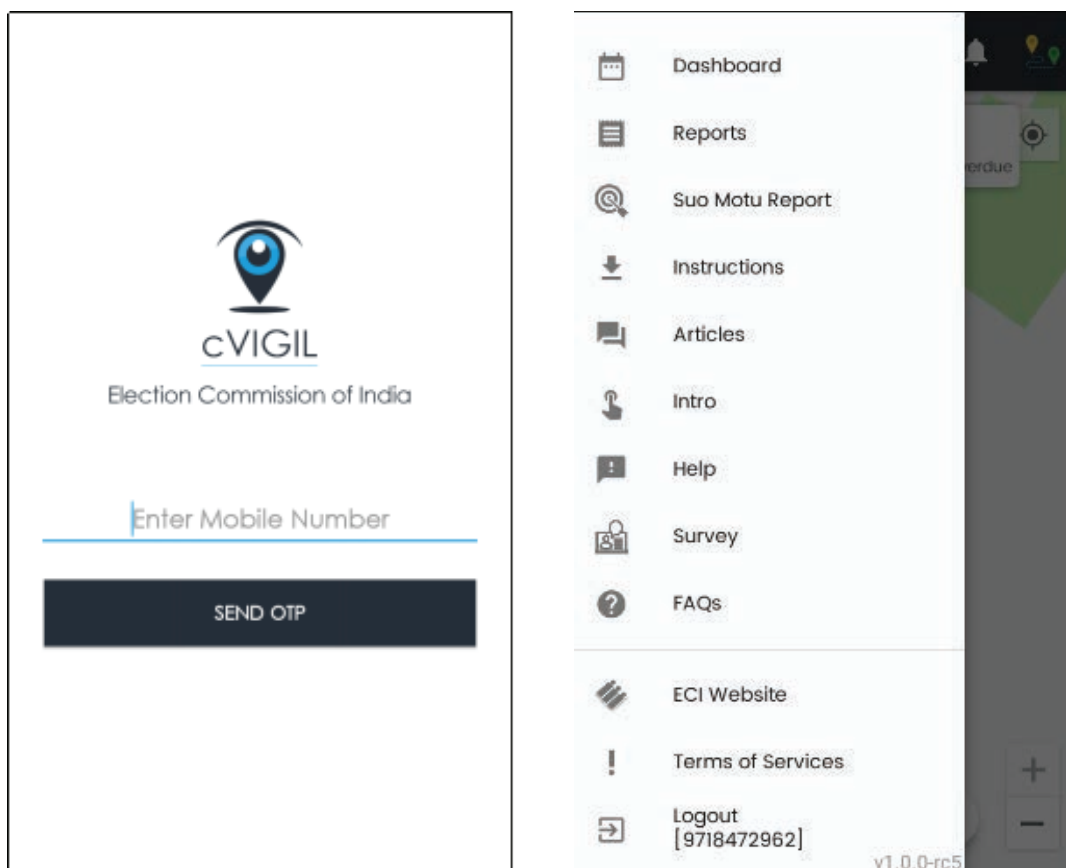 cVIGIL
Election Commission of India
Enter Mobile Number
SEND OTP
Dashboard
Reports
Suo Motu Report
Instructions
Articles
Intro
Help
Survey
FAQs
ECI Website
Terms of Services
Logout
[9718472962]
v1.0.0-rc5
verdue